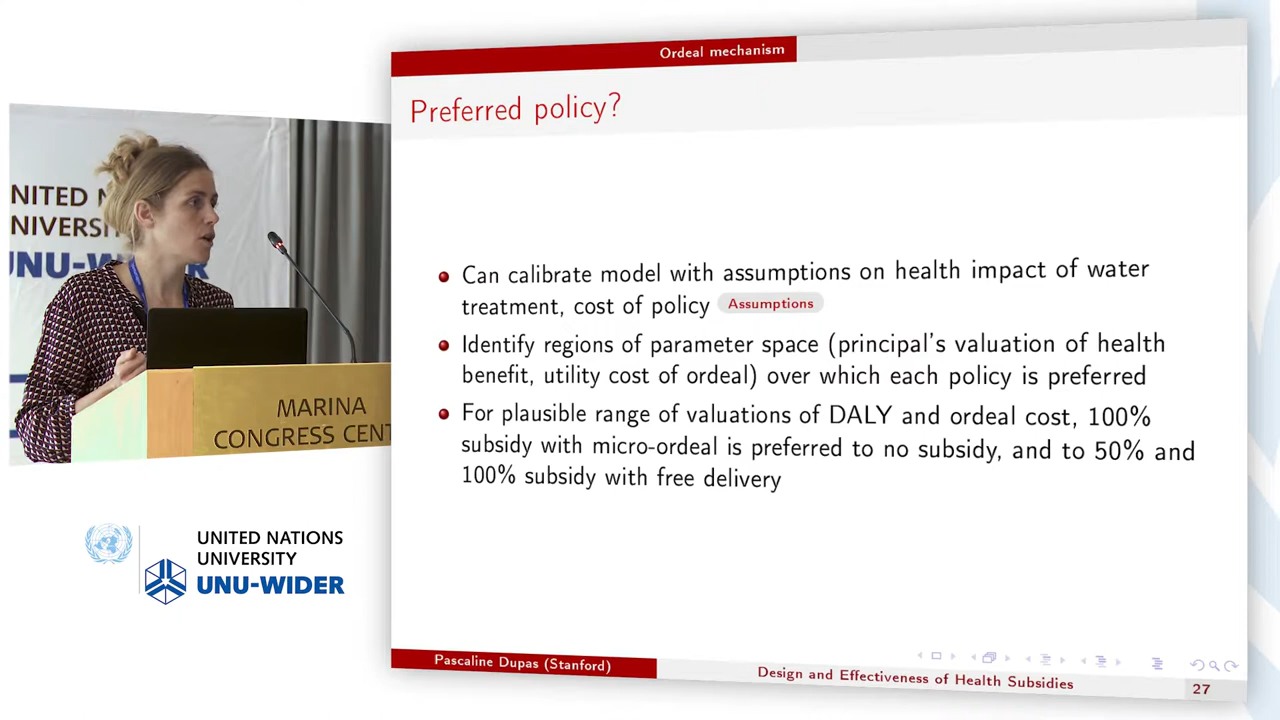 Ordeal mechanism
Preferred policy?
Can calibrate model with assumptions on health impact of water
treatment, cost of policy Assumptions
Identify regions of parameter space (principal's valuation of health
benefit, utility cost of ordeal) over which each policy is preferred
For plausible range of valuations of DALY and ordeal cost, 100%
subsidy with micro-ordeal is preferred to no subsidy, and to 50% and
100% subsidy with free delivery
Pascaline Dupas (Stanford)
Design and Effectiveness of Health Subsidies
27
NITED N
NIVERSI
UNU-WIDER
MARINA
CONGRESS CENT
UNITED NATIONS
UNIVERSITY
UNU-WIDER